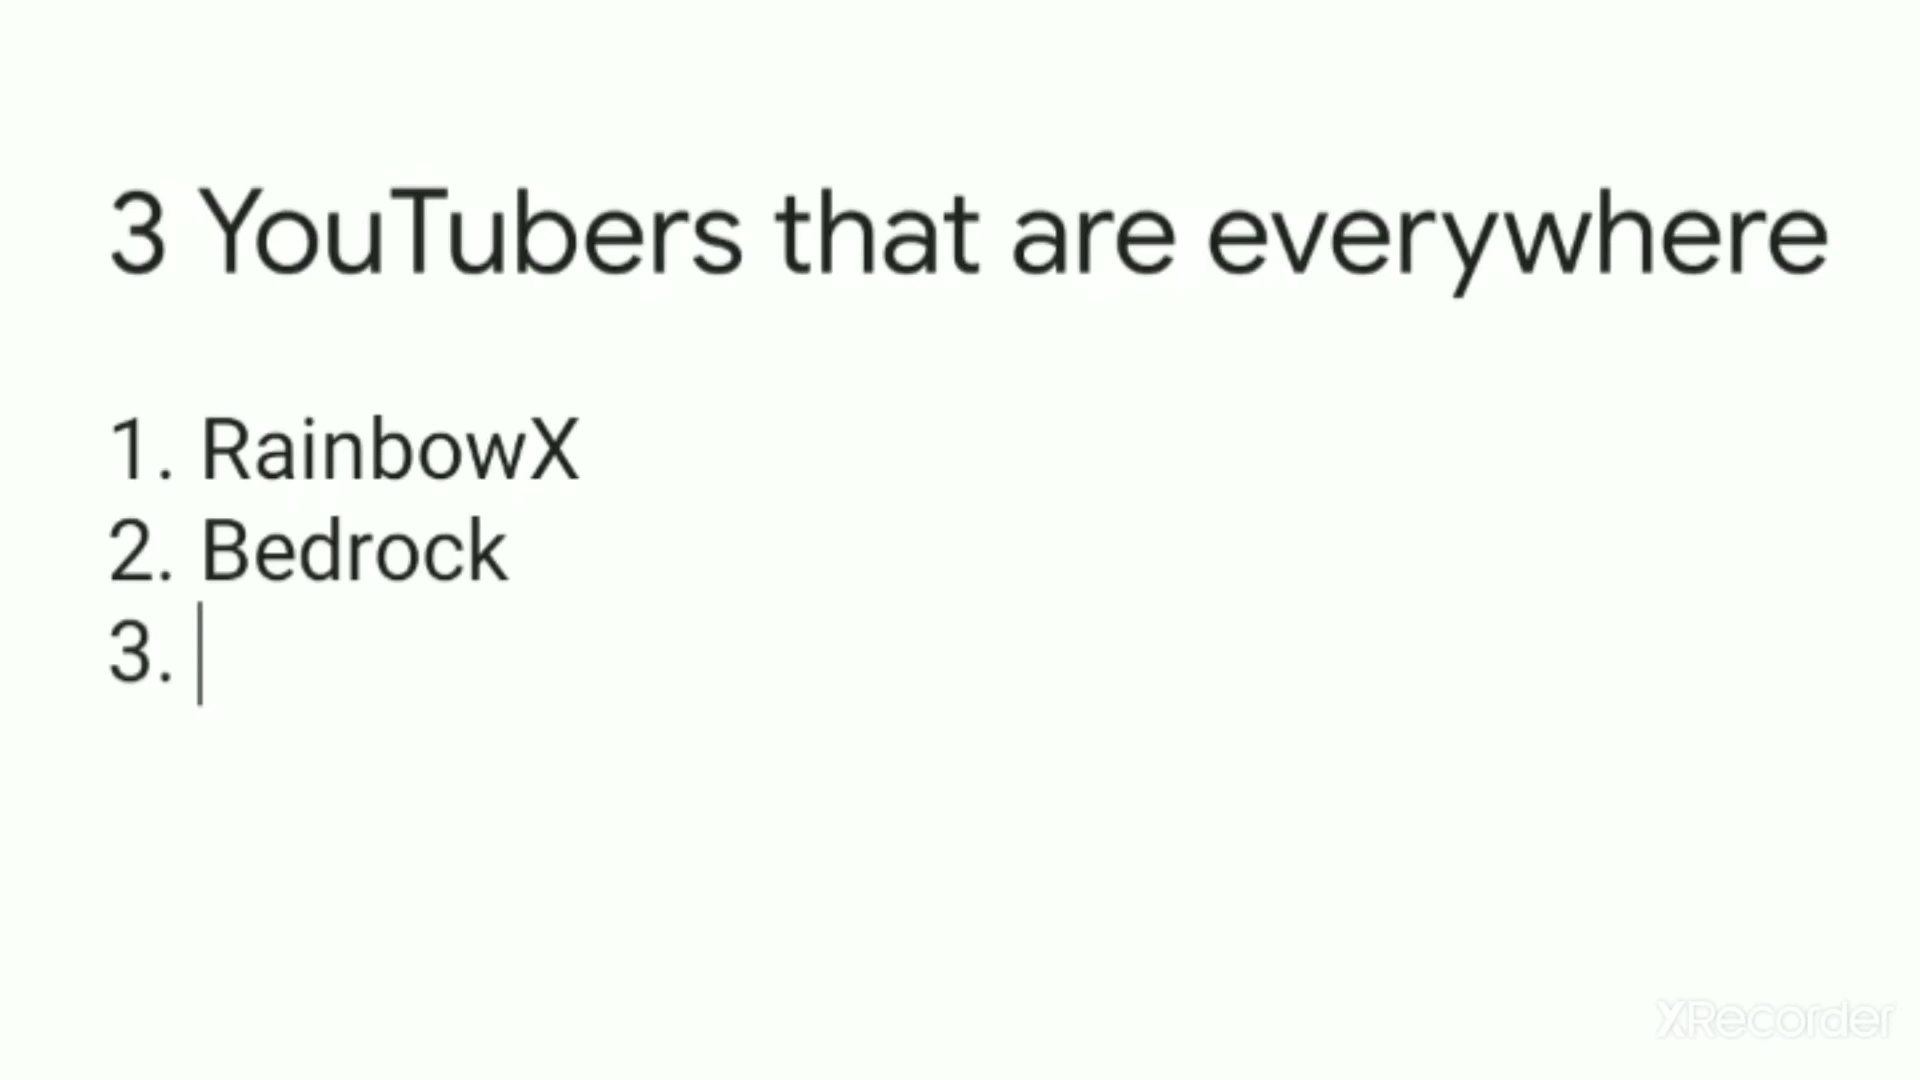 3 YouTubers that are everywhere
1. RainbowX
2. Bedrock
3.
XRecorder